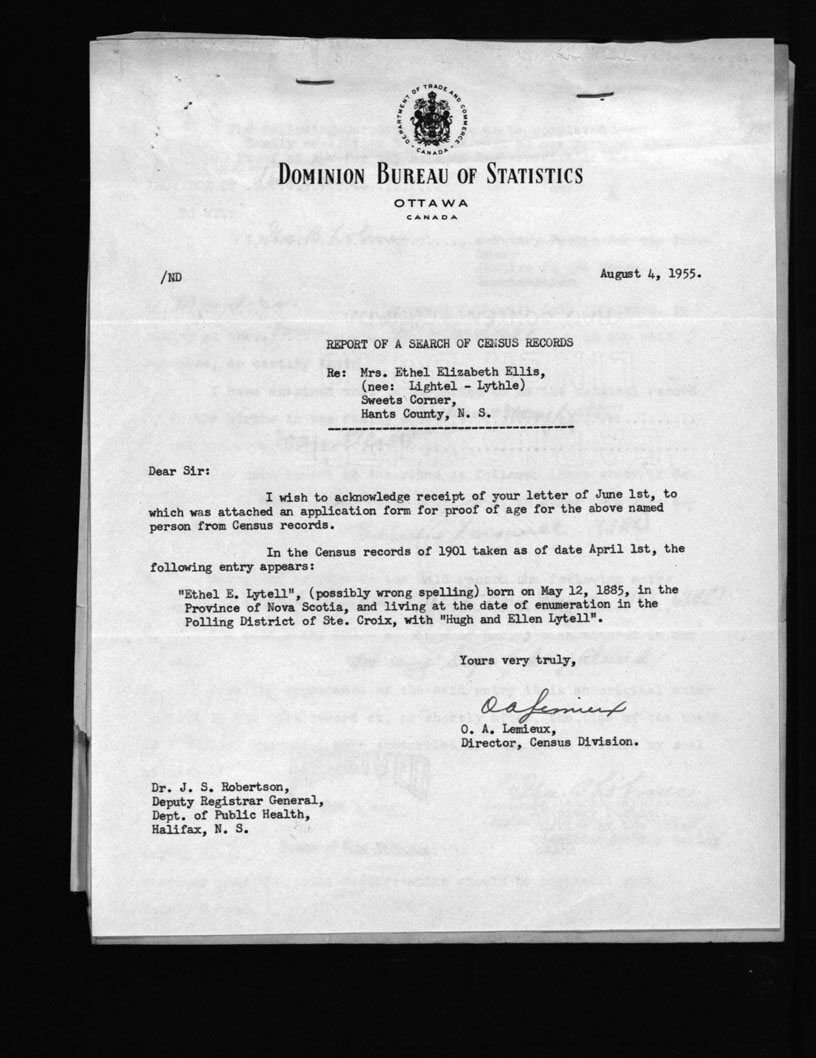 DEPARTMENT OF TRADE AND COMMERCE
CANADA
DOMINION BUREAU OF STATISTICS
OTTAWA
CANADA
/ND
August 4, 1955.
REPORT OF A SEARCH OF CENSUS RECORDS
Re: Mrs. Ethel Elizabeth Ellis,
(nee: Lightel - Lythle)
Sweets Corner,
Hants County, N. S.
Dear Sir:
I wish to acknowledge receipt of your letter of June 1st, to
which was attached an application form for proof of age for the above named
person from Census records.
In the Census records of 1901 taken as of date April 1st, the
following entry appears:
"Ethel E. Lytell", (possibly wrong spelling) born on May 12, 1885, in the
Province of Nova Scotia, and living at the date of enumeration in the
Polling District of Ste. Croix, with "Hugh and Ellen Lytell".
Yours very truly,
O A Lemieux
O. A. Lemieux,
Director, Census Division.
Dr. J. S. Robertson,
Deputy Registrar General,
Dept. of Public Health,
Halifax, N. S.